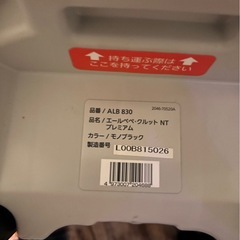 持ち運ぶ際は
ここを持ってください
品番 / ALB 830
品名 / エールベベ・クルット NT
プレミアム
カラー / モノブラック
製造番号 L00B815026